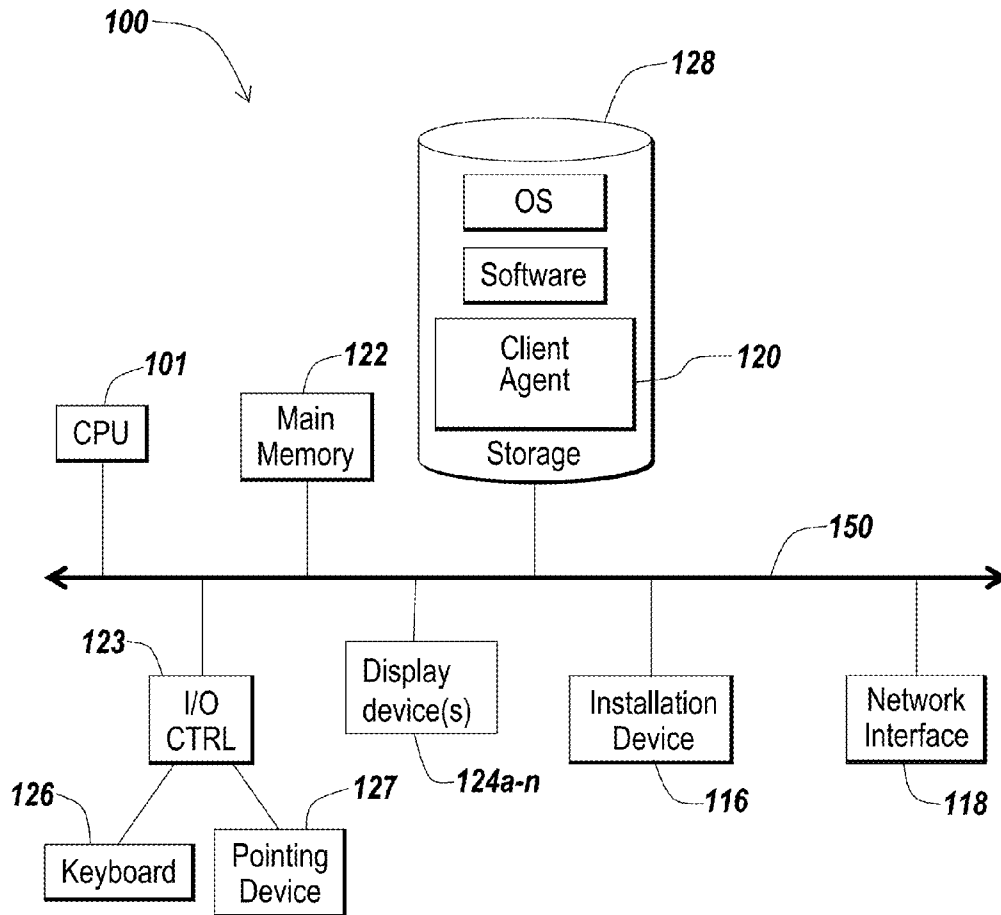 100
128
OS
Software
Client
Agent
120
Storage
101
CPU
122
Main
Memory
150
123
I/O
CTRL
Display
device(s)
124a-n
Installation
Device
116
Network
Interface
118
126
Keyboard
127
Pointing
Device